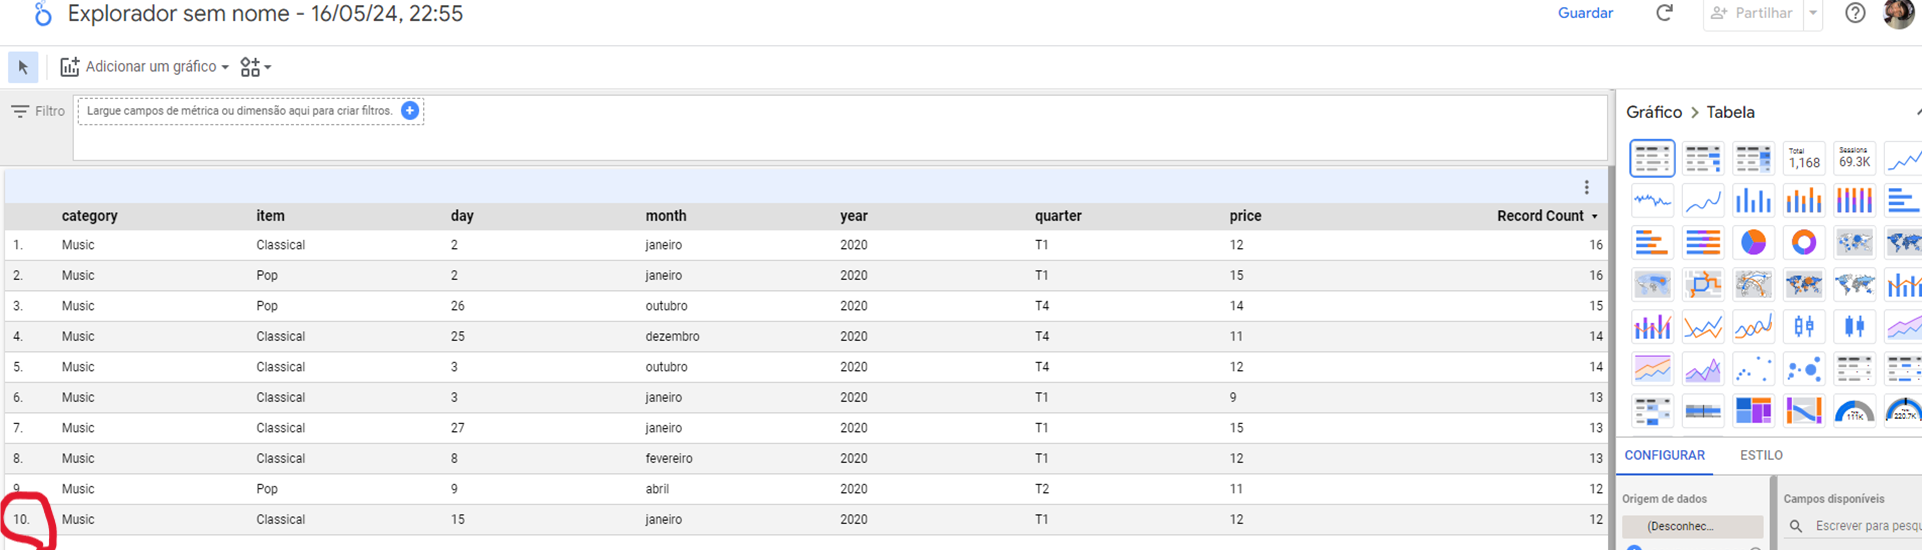 Explorador sem nome - 16/05/24, 22:55
Guardar
Partilhar
Adicionar um gráfico
Filtro
Largue campos de métrica ou dimensão aqui para criar filtros.
Gráfico > Tabela
Total
1,168
Sessions
69.3K
category item day month year quarter price Record Count
1. Music Classical 2 janeiro 2020 T1 12 16
2. Music Pop 2 janeiro 2020 T1 15 16
3. Music Pop 26 outubro 2020 T4 14 15
4. Music Classical 25 dezembro 2020 T4 11 14
5. Music Classical 3 outubro 2020 T4 12 14
6. Music Classical 3 janeiro 2020 T1 9 13
7. Music Classical 27 janeiro 2020 T1 15 13
8. Music Classical 8 fevereiro 2020 T1 12 13
9. Music Pop 9 abril 2020 T2 11 12
10. Music Classical 15 janeiro 2020 T1 12 12
111K
220.7K
CONFIGURAR ESTILO
Origem de dados
(Desconhec...
Campos disponíveis
Escrever para pesqu